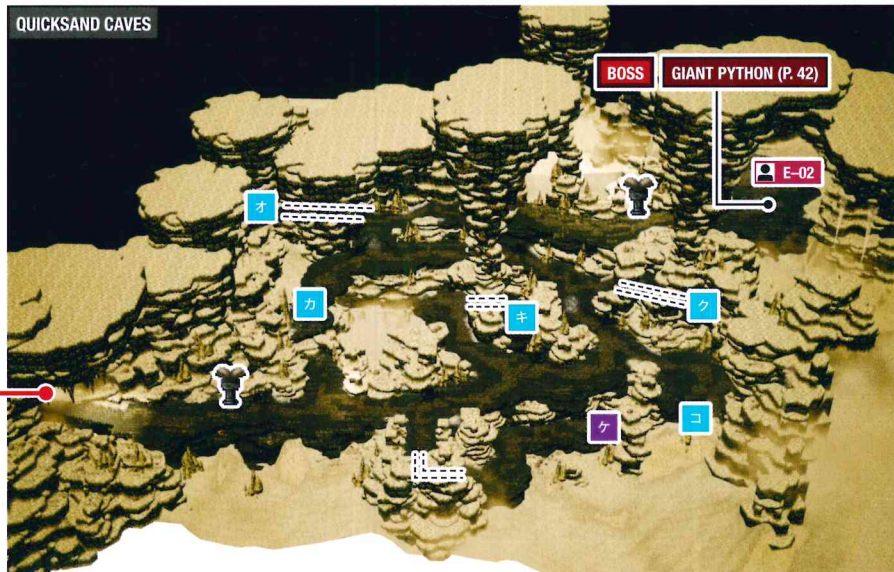 QUICKSAND CAVES
BOSS GIANT PYTHON (P. 42)
E-02
オ
カ
キ
ク
ケ
コ